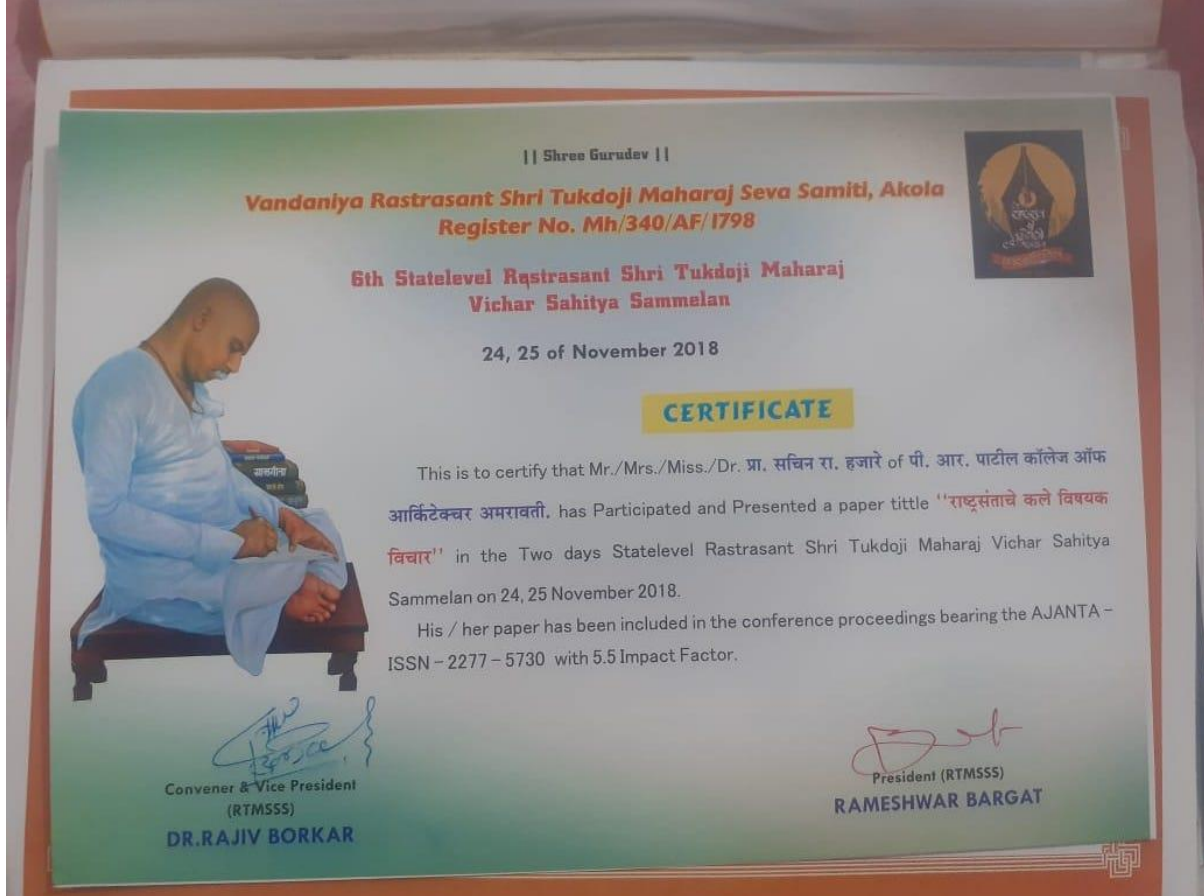 || Shree Gurudev ||
Vandaniya Rastrasant Shri Tukdoji Maharaj Seva Samiti, Akola
Register No. Mh/340/AF/1798
6th Statelevel Rastrasant Shri Tukdoji Maharaj
Vichar Sahitya Sammelan
24, 25 of November 2018
CERTIFICATE
This is to certify that Mr./Mrs./Miss./Dr. प्रा. सचिन रा. हजारे of पी. आर. पाटील कॉलेज ऑफ
आर्किटेक्चर अमरावती. has Participated and Presented a paper tittle ''राष्ट्रसंताचे कले विषयक
विचार'' in the Two days Statelevel Rastrasant Shri Tukdoji Maharaj Vichar Sahitya
Sammelan on 24, 25 November 2018.
His / her paper has been included in the conference proceedings bearing the AJANTA –
ISSN – 2277 – 5730 with 5.5 Impact Factor.
Convener & Vice President
(RTMSSS)
DR.RAJIV BORKAR
President (RTMSSS)
RAMESHWAR BARGAT